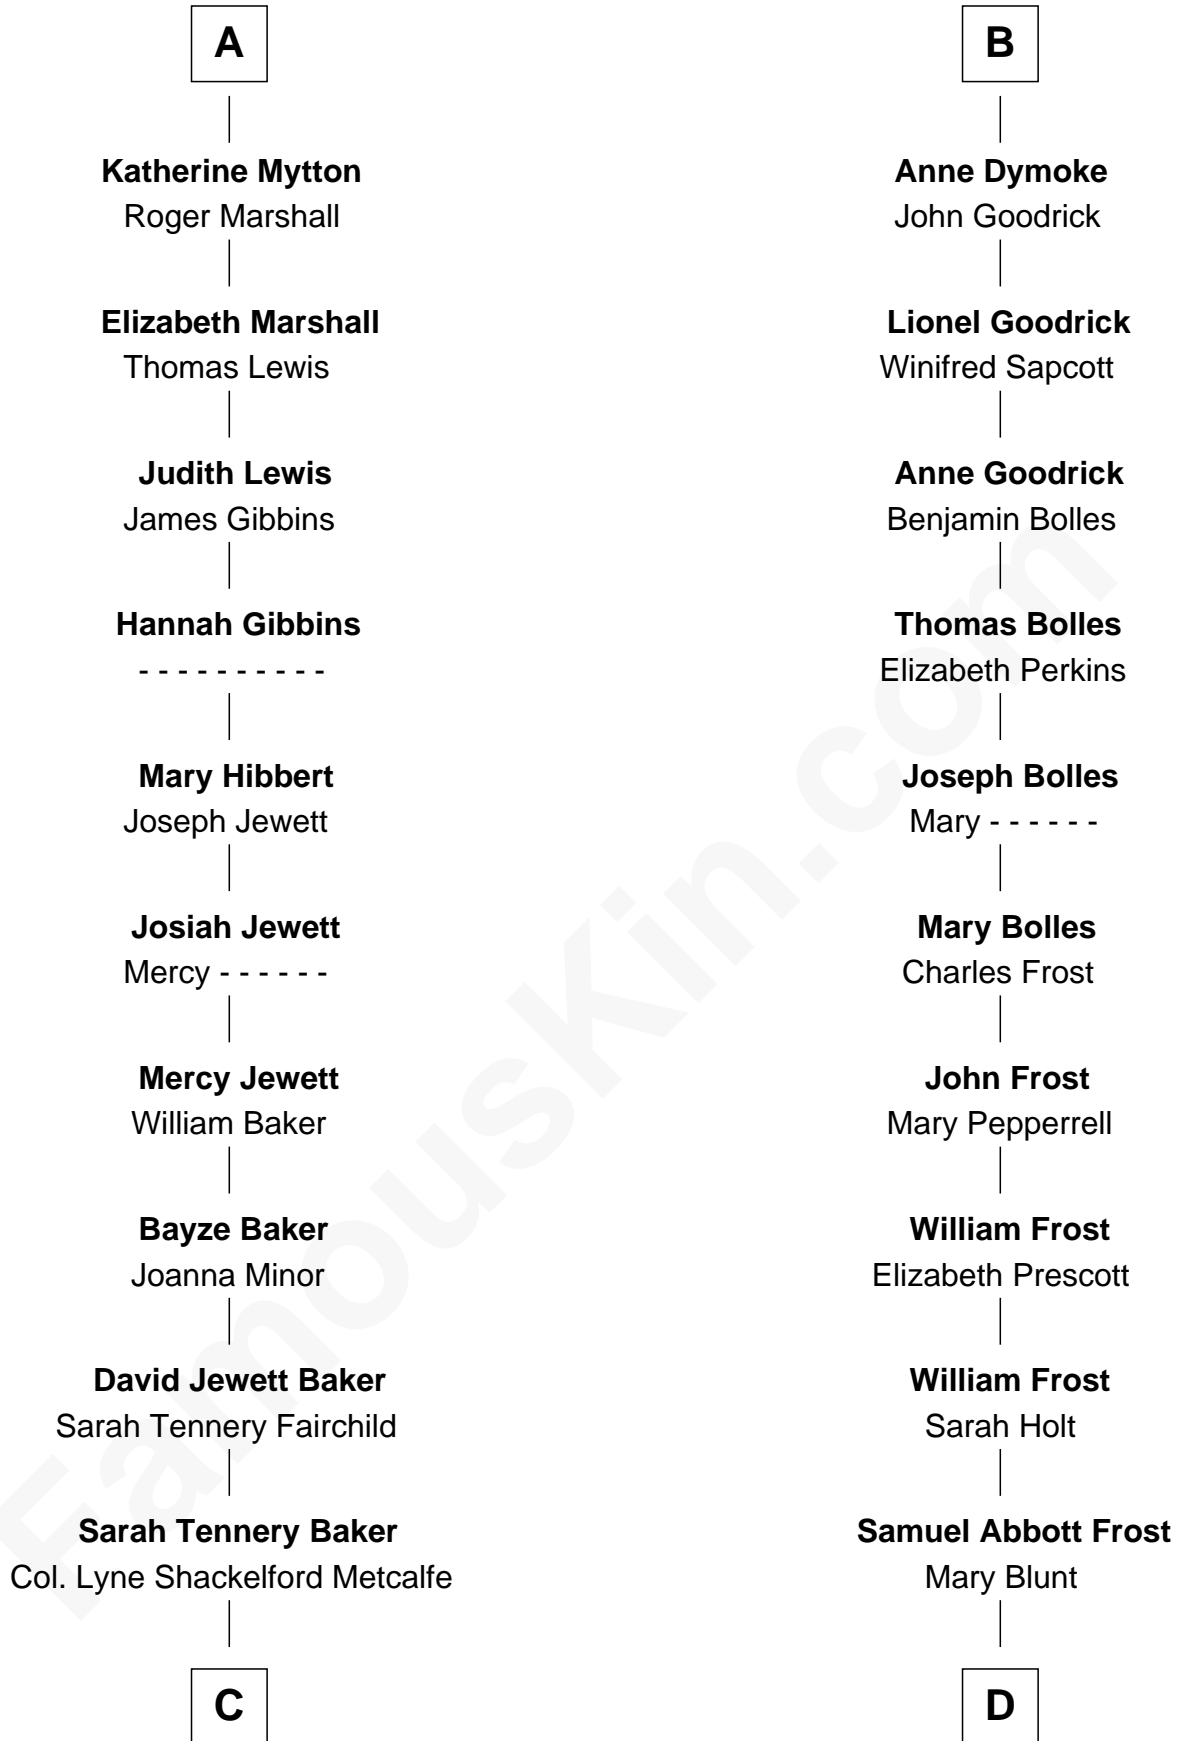 A
Katherine Mytton
Roger Marshall
Elizabeth Marshall
Thomas Lewis
Judith Lewis
James Gibbins
Hannah Gibbins
- - - - - - - - - -
Mary Hibbert
Joseph Jewett
Josiah Jewett
Mercy - - - - - -
Mercy Jewett
William Baker
Bayze Baker
Joanna Minor
David Jewett Baker
Sarah Tennery Fairchild
Sarah Tennery Baker
Col. Lyne Shackelford Metcalfe
C
B
Anne Dymoke
John Goodrick
Lionel Goodrick
Winifred Sapcott
Anne Goodrick
Benjamin Bolles
Thomas Bolles
Elizabeth Perkins
Joseph Bolles
Mary - - - - - -
Mary Bolles
Charles Frost
John Frost
Mary Pepperrell
William Frost
Elizabeth Prescott
William Frost
Sarah Holt
Samuel Abbott Frost
Mary Blunt
D
FamousKin.com